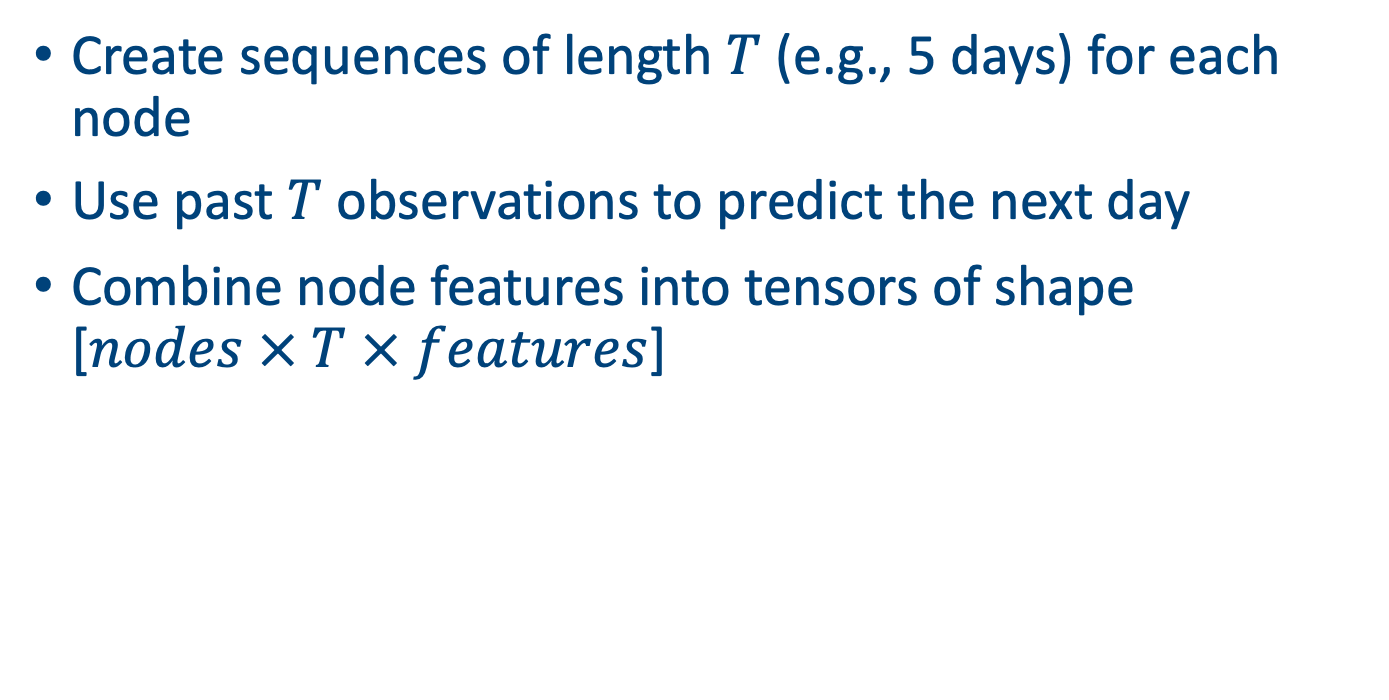 • Create sequences of length 𝑇 (e.g., 5 days) for each
node
• Use past 𝑇 observations to predict the next day
• Combine node features into tensors of shape
[𝑛𝑜𝑑𝑒𝑠 × 𝑇 × 𝑓𝑒𝑎𝑡𝑢𝑟𝑒𝑠]